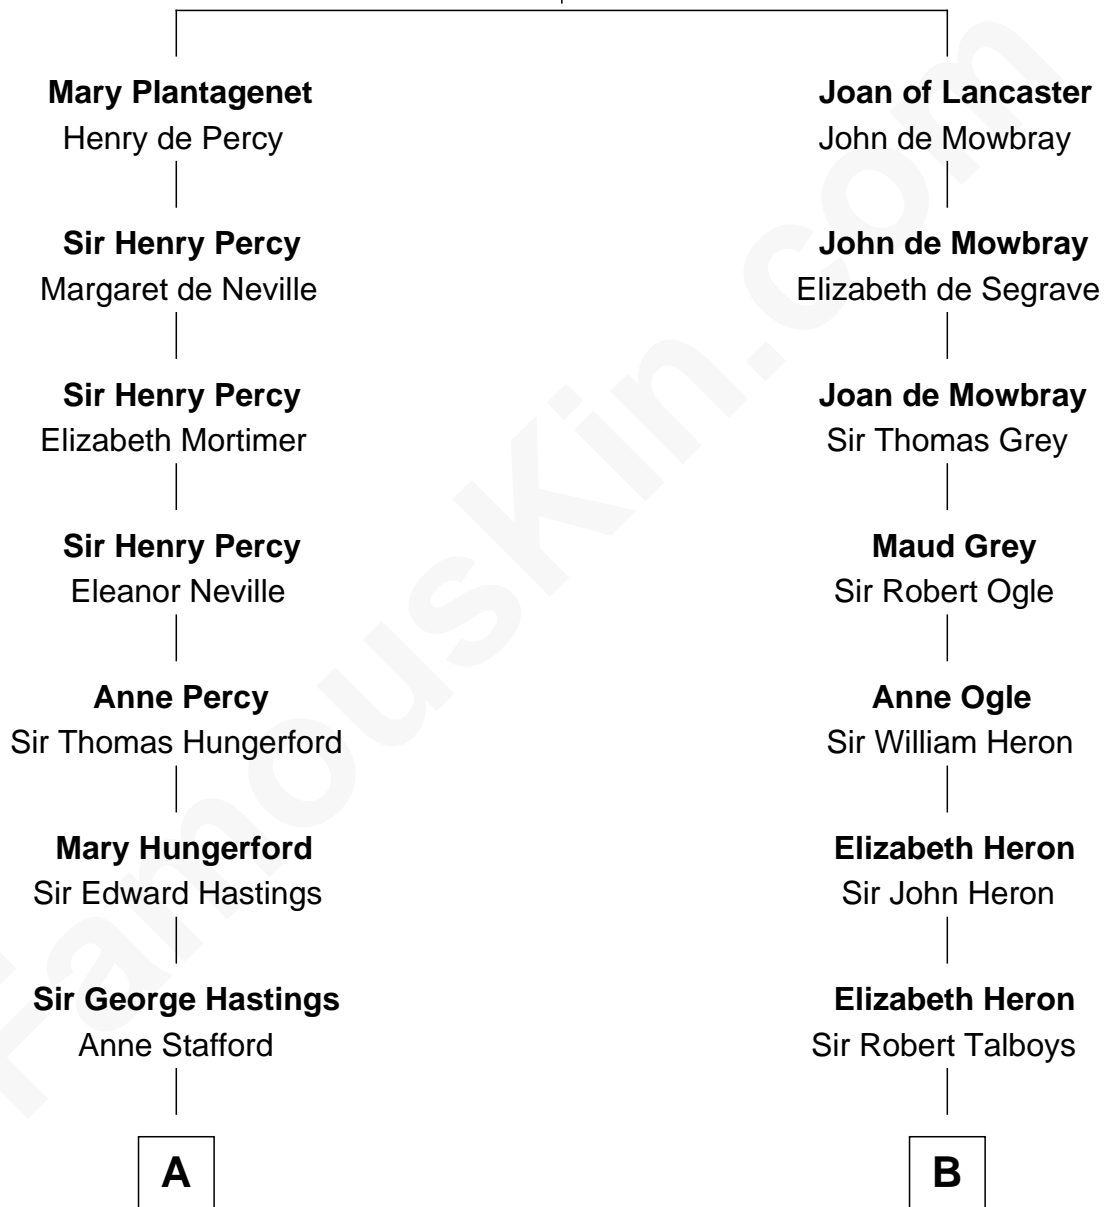 Mary Plantagenet
Henry de Percy
Sir Henry Percy
Margaret de Neville
Sir Henry Percy
Elizabeth Mortimer
Sir Henry Percy
Eleanor Neville
Anne Percy
Sir Thomas Hungerford
Mary Hungerford
Sir Edward Hastings
Sir George Hastings
Anne Stafford
A
Joan of Lancaster
John de Mowbray
John de Mowbray
Elizabeth de Segrave
Joan de Mowbray
Sir Thomas Grey
Maud Grey
Sir Robert Ogle
Anne Ogle
Sir William Heron
Elizabeth Heron
Sir John Heron
Elizabeth Heron
Sir Robert Talboys
B
FamousKin.com